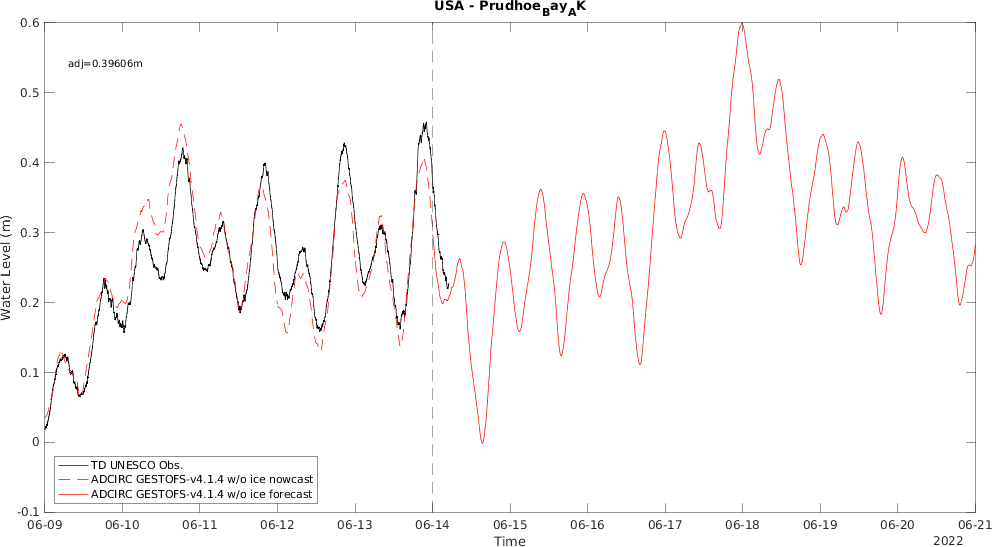 USA - Prudhoe_Bay_AK
adj=0.39606m
Water Level (m)
0.6
0.5
0.4
0.3
0.2
0.1
0
-0.1
TD UNESCO Obs.
ADCIRC GESTOFS-v4.1.4 w/o ice nowcast
ADCIRC GESTOFS-v4.1.4 w/o ice forecast
06-09 06-10 06-11 06-12 06-13 06-14 06-15 06-16 06-17 06-18 06-19 06-20 06-21
Time
2022